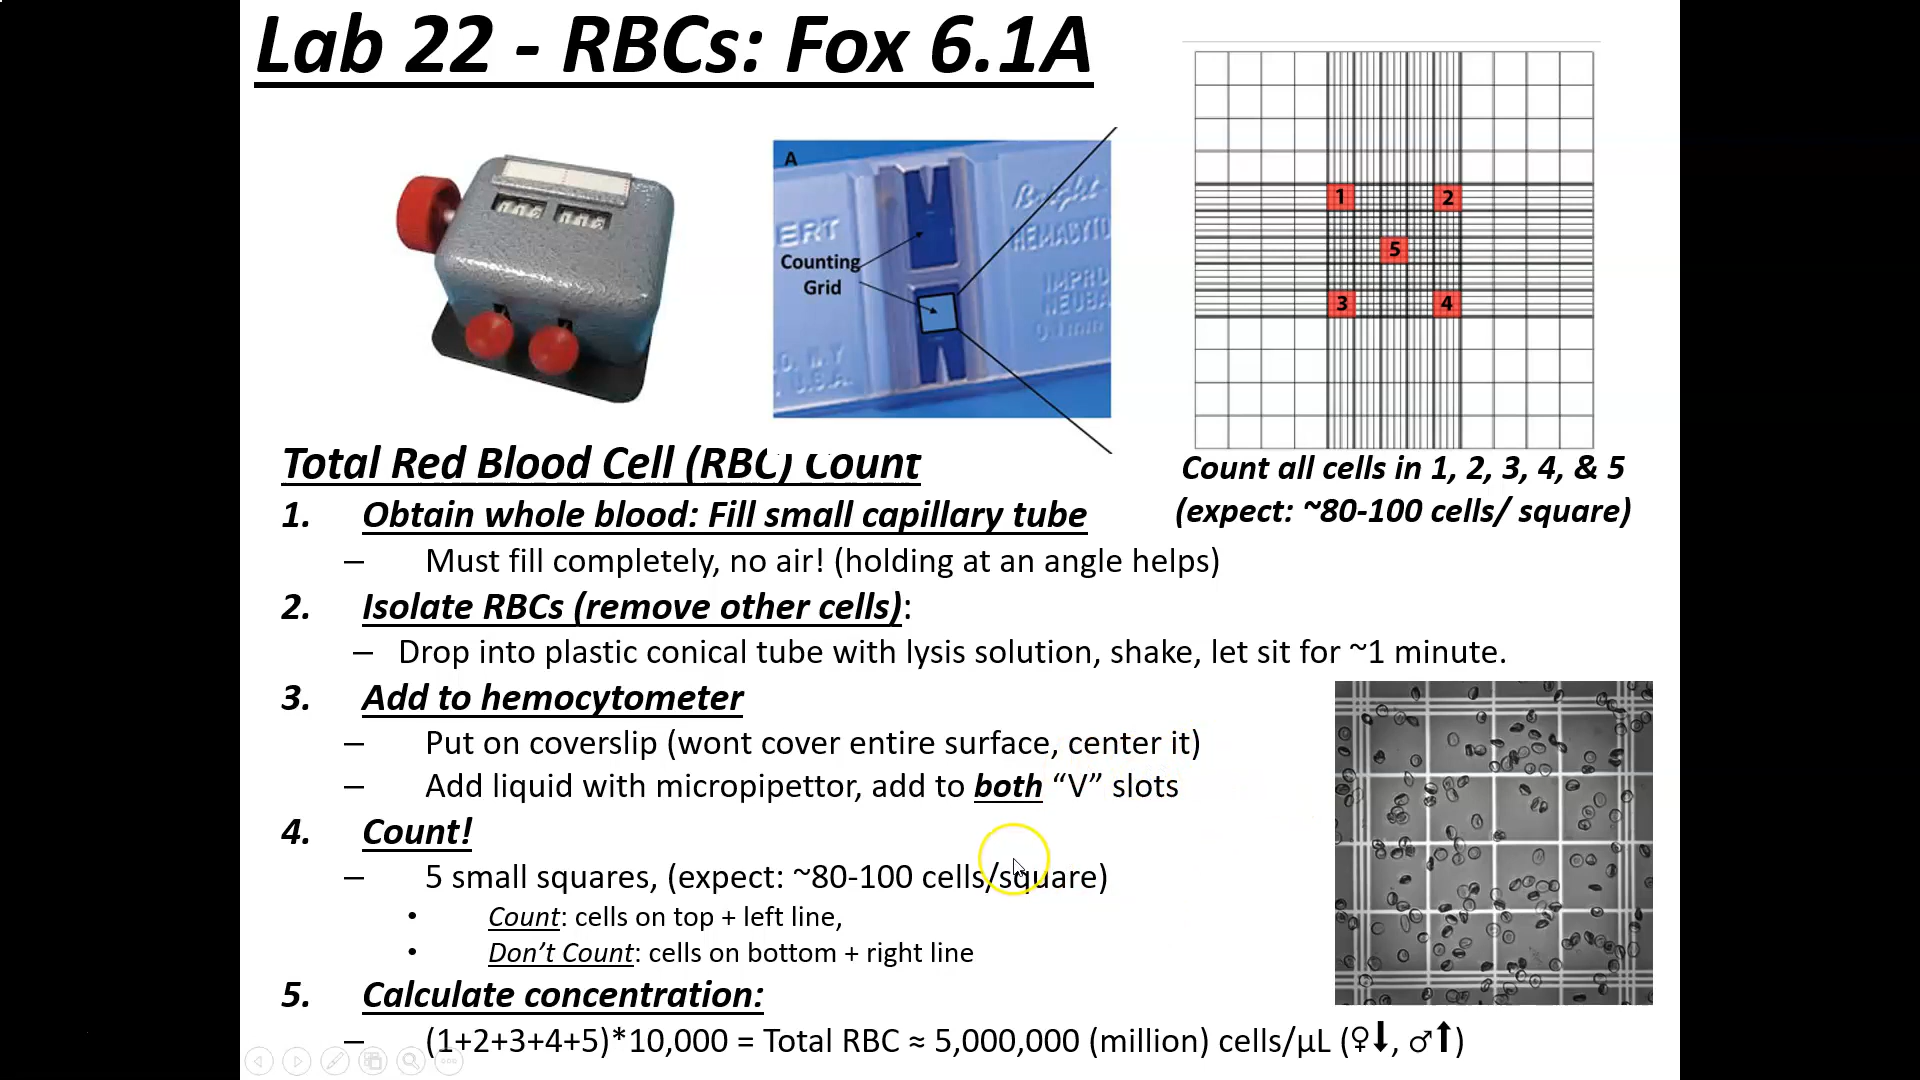 Lab 22 - RBCs: Fox 6.1A
A
ERT
Bright
HEMACYTO
Counting
Grid
IMPRO
NEUBA
0.1mm
O. N.Y
U.S.A.
1
2
5
3
4
Count all cells in 1, 2, 3, 4, & 5
(expect: ~80-100 cells/ square)
Total Red Blood Cell (RBC) Count
1. Obtain whole blood: Fill small capillary tube
– Must fill completely, no air! (holding at an angle helps)
2. Isolate RBCs (remove other cells):
– Drop into plastic conical tube with lysis solution, shake, let sit for ~1 minute.
3. Add to hemocytometer
– Put on coverslip (wont cover entire surface, center it)
– Add liquid with micropipettor, add to both “V” slots
4. Count!
– 5 small squares, (expect: ~80-100 cells/square)
• Count: cells on top + left line,
• Don’t Count: cells on bottom + right line
5. Calculate concentration:
– (1+2+3+4+5)*10,000 = Total RBC ≈ 5,000,000 (million) cells/µL (♀⬇, ♂⬆)